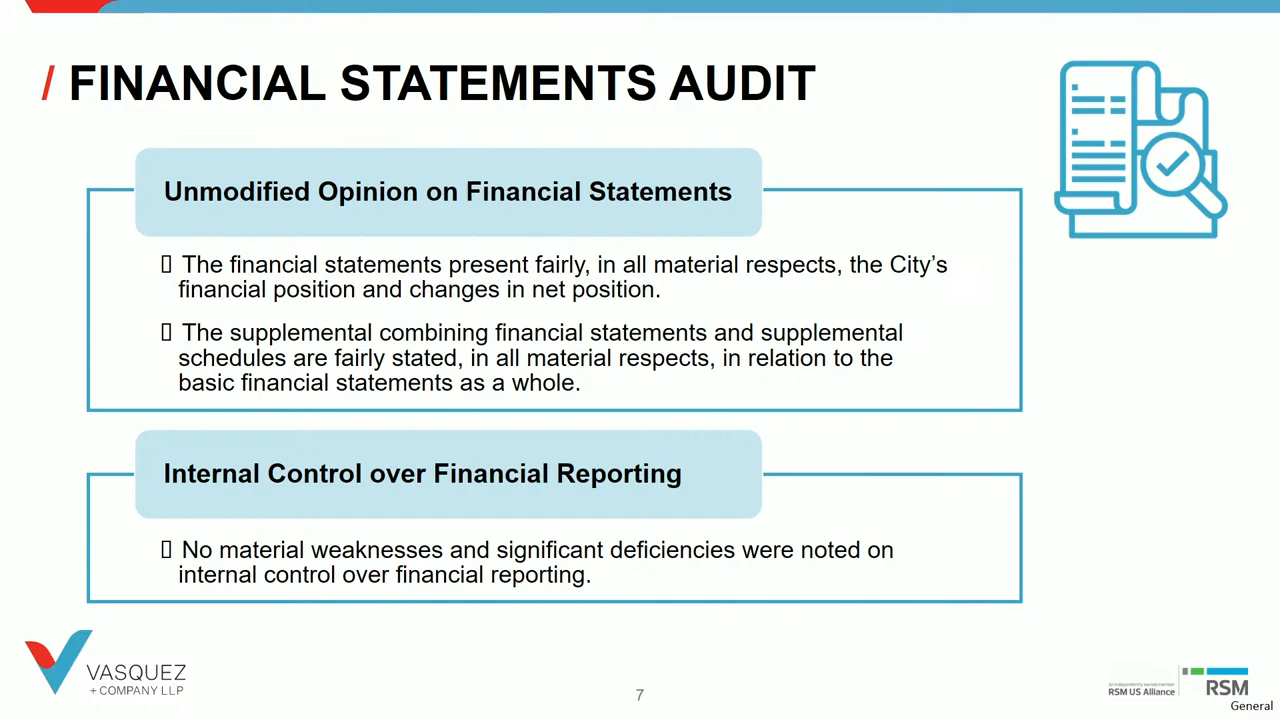 / FINANCIAL STATEMENTS AUDIT
Unmodified Opinion on Financial Statements
The financial statements present fairly, in all material respects, the City’s
financial position and changes in net position.
The supplemental combining financial statements and supplemental
schedules are fairly stated, in all material respects, in relation to the
basic financial statements as a whole.
Internal Control over Financial Reporting
No material weaknesses and significant deficiencies were noted on
internal control over financial reporting.
VASQUEZ
+ COMPANY LLP
7
An independently owned member
RSM US Alliance
RSM
General